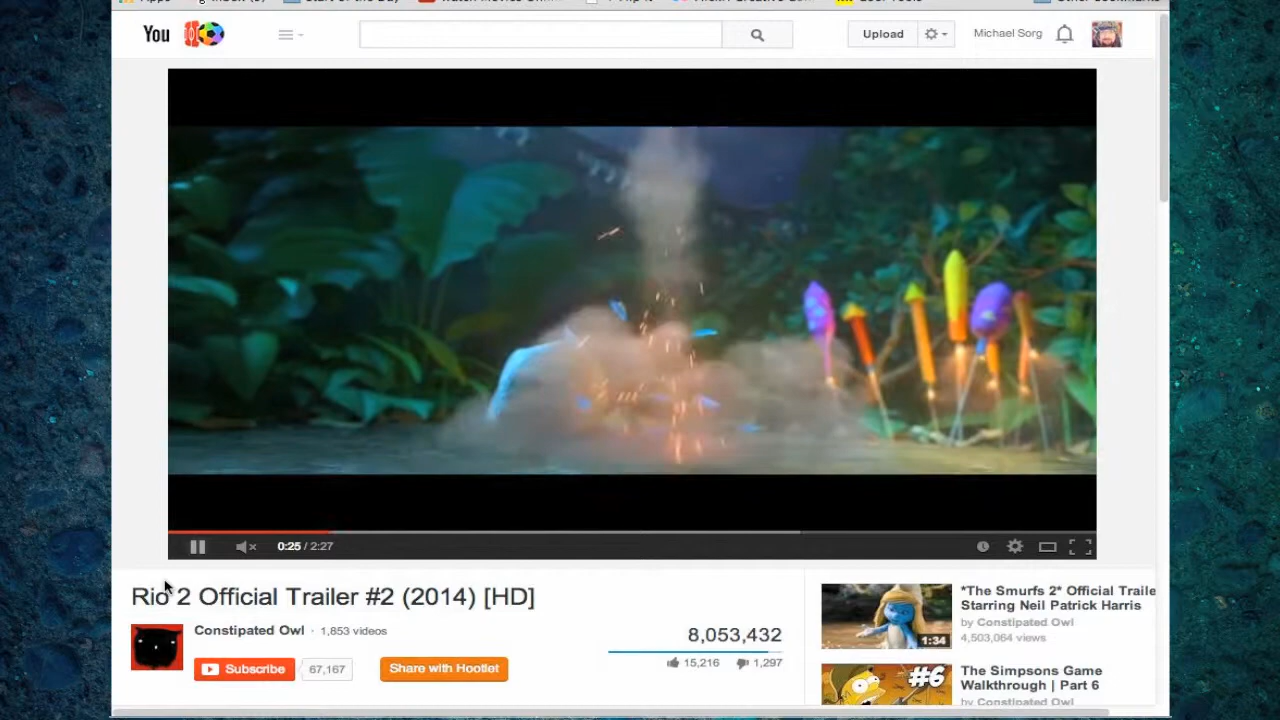 You
Upload
Michael Sorg
0:25 / 2:27
Rio 2 Official Trailer #2 (2014) [HD]
Constipated Owl · 1,853 videos
Subscribe 67,167
Share with Hootlet
8,053,432
15,216 1,297
1:34
*The Smurfs 2* Official Traile
Starring Neil Patrick Harris
by Constipated Owl
4,503,064 views
#6
The Simpsons Game
Walkthrough | Part 6
by Constipated Owl